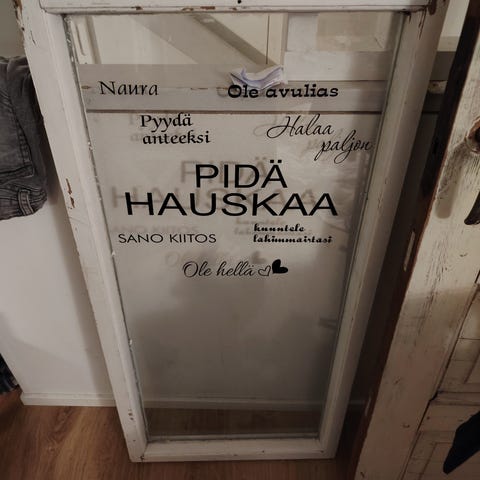 Naura
Ole avulias
Pyydä
anteeksi
Halaa
paljon
PIDÄ
HAUSKAA
SANO KIITOS
kuuntele
lähimmäistäsi
Ole hellä